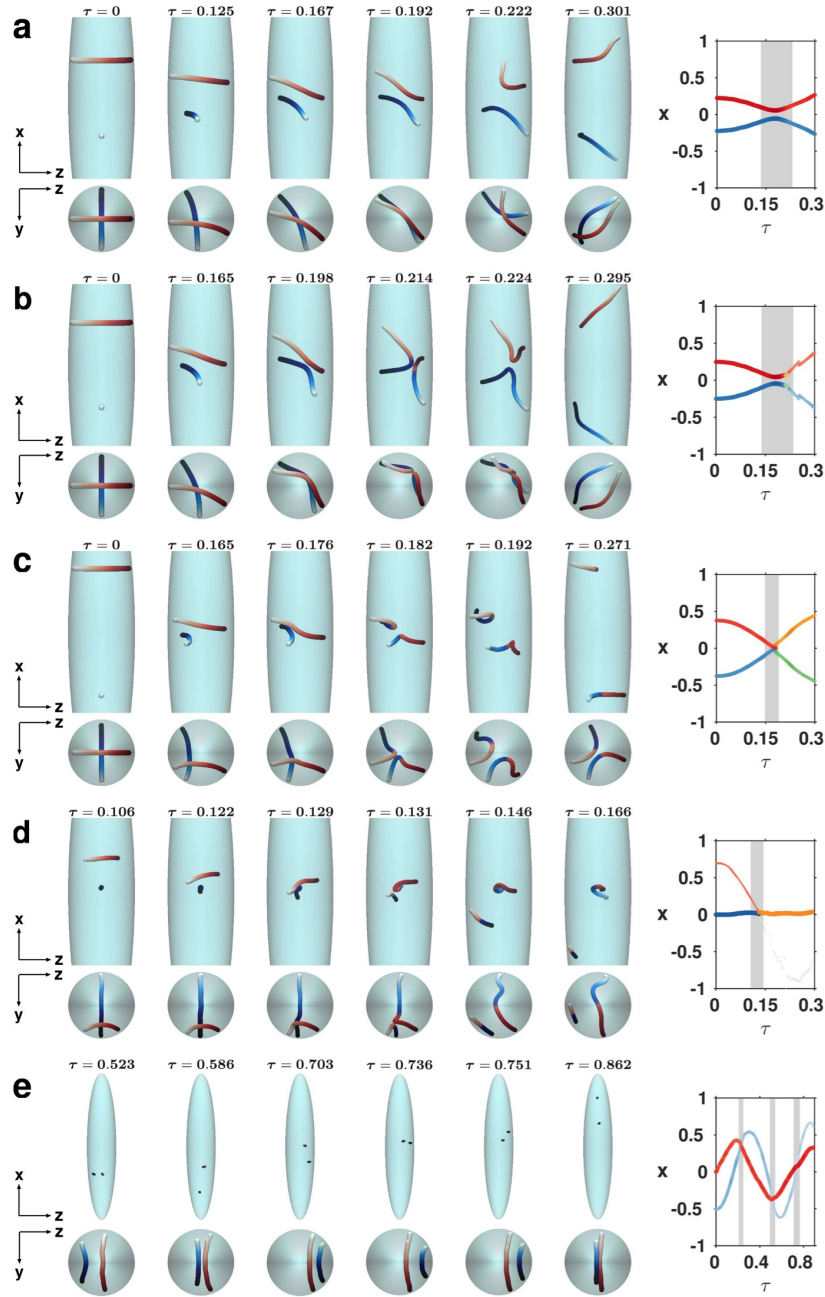 a
τ = 0 τ = 0.125 τ = 0.167 τ = 0.192 τ = 0.222 τ = 0.301
x
z
z
y
1
0.5
x 0
-0.5
-1
0 0.15 0.3
τ
b
τ = 0 τ = 0.165 τ = 0.198 τ = 0.214 τ = 0.224 τ = 0.295
x
z
z
y
1
0.5
x 0
-0.5
-1
0 0.15 0.3
τ
c
τ = 0 τ = 0.165 τ = 0.176 τ = 0.182 τ = 0.192 τ = 0.271
x
z
z
y
1
0.5
x 0
-0.5
-1
0 0.15 0.3
τ
d
τ = 0.106 τ = 0.122 τ = 0.129 τ = 0.131 τ = 0.146 τ = 0.166
x
z
z
y
1
0.5
x 0
-0.5
-1
0 0.15 0.3
τ
e
τ = 0.523 τ = 0.586 τ = 0.703 τ = 0.736 τ = 0.751 τ = 0.862
x
z
z
y
1
0.5
x 0
-0.5
-1
0 0.4 0.8
τ